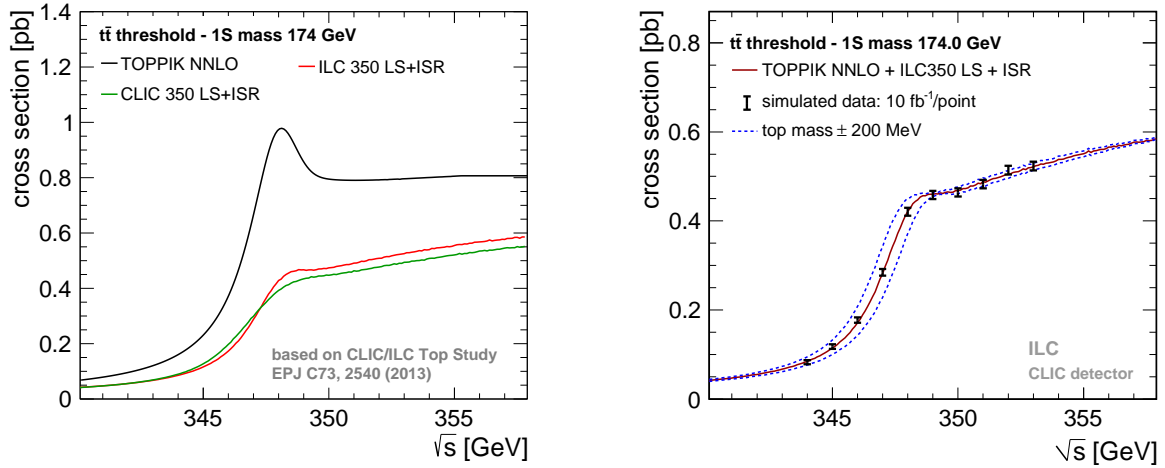 cross section [pb]
1.4
1.2
1
0.8
0.6
0.4
0.2
0
tt̄ threshold - 1S mass 174 GeV
TOPPIK NNLO
ILC 350 LS+ISR
CLIC 350 LS+ISR
based on CLIC/ILC Top Study
EPJ C73, 2540 (2013)
345
350
355
√s [GeV]
cross section [pb]
0.8
0.6
0.4
0.2
0
tt̄ threshold - 1S mass 174.0 GeV
TOPPIK NNLO + ILC350 LS + ISR
simulated data: 10 fb⁻¹/point
top mass ± 200 MeV
ILC
CLIC detector
345
350
355
√s [GeV]